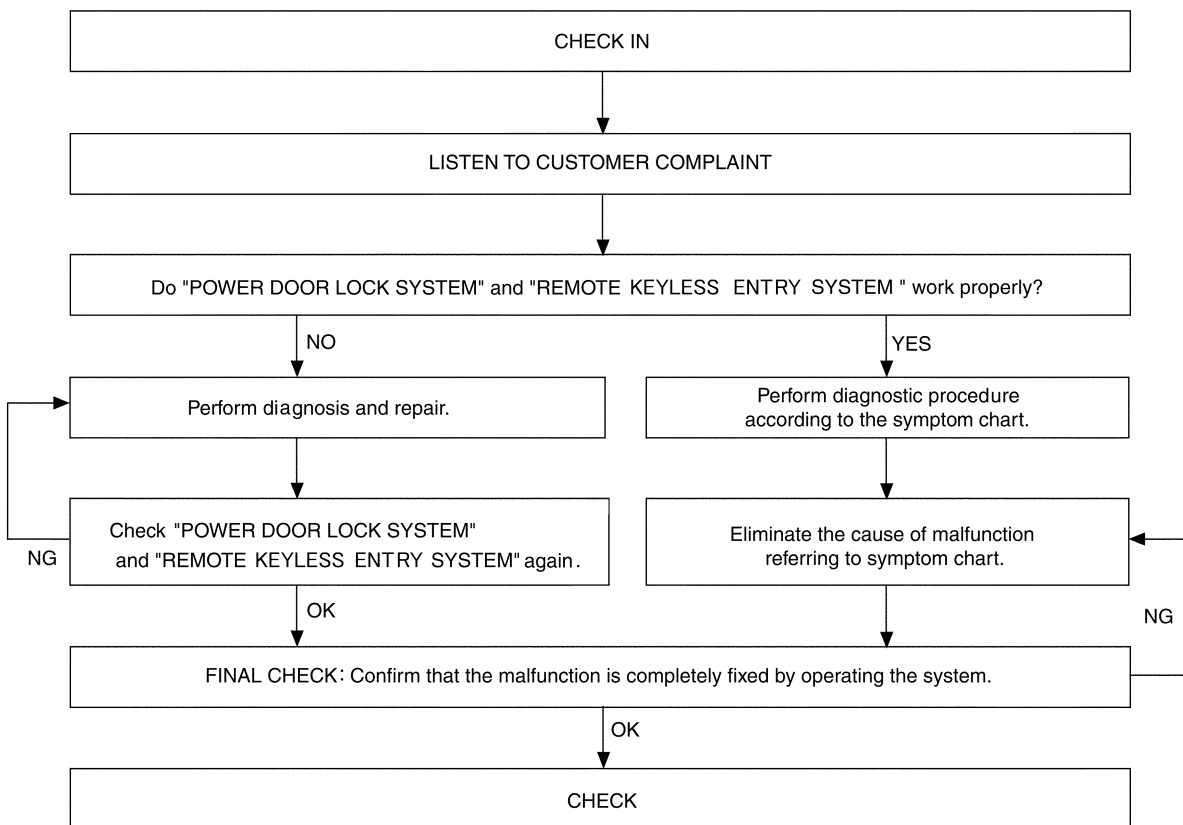 CHECK IN
LISTEN TO CUSTOMER COMPLAINT
Do "POWER DOOR LOCK SYSTEM" and "REMOTE KEYLESS ENTRY SYSTEM " work properly?
NO
YES
Perform diagnosis and repair.
Perform diagnostic procedure
according to the symptom chart.
Check "POWER DOOR LOCK SYSTEM"
and "REMOTE KEYLESS ENTRY SYSTEM" again.
NG
Eliminate the cause of malfunction
referring to symptom chart.
OK
NG
FINAL CHECK: Confirm that the malfunction is completely fixed by operating the system.
OK
CHECK